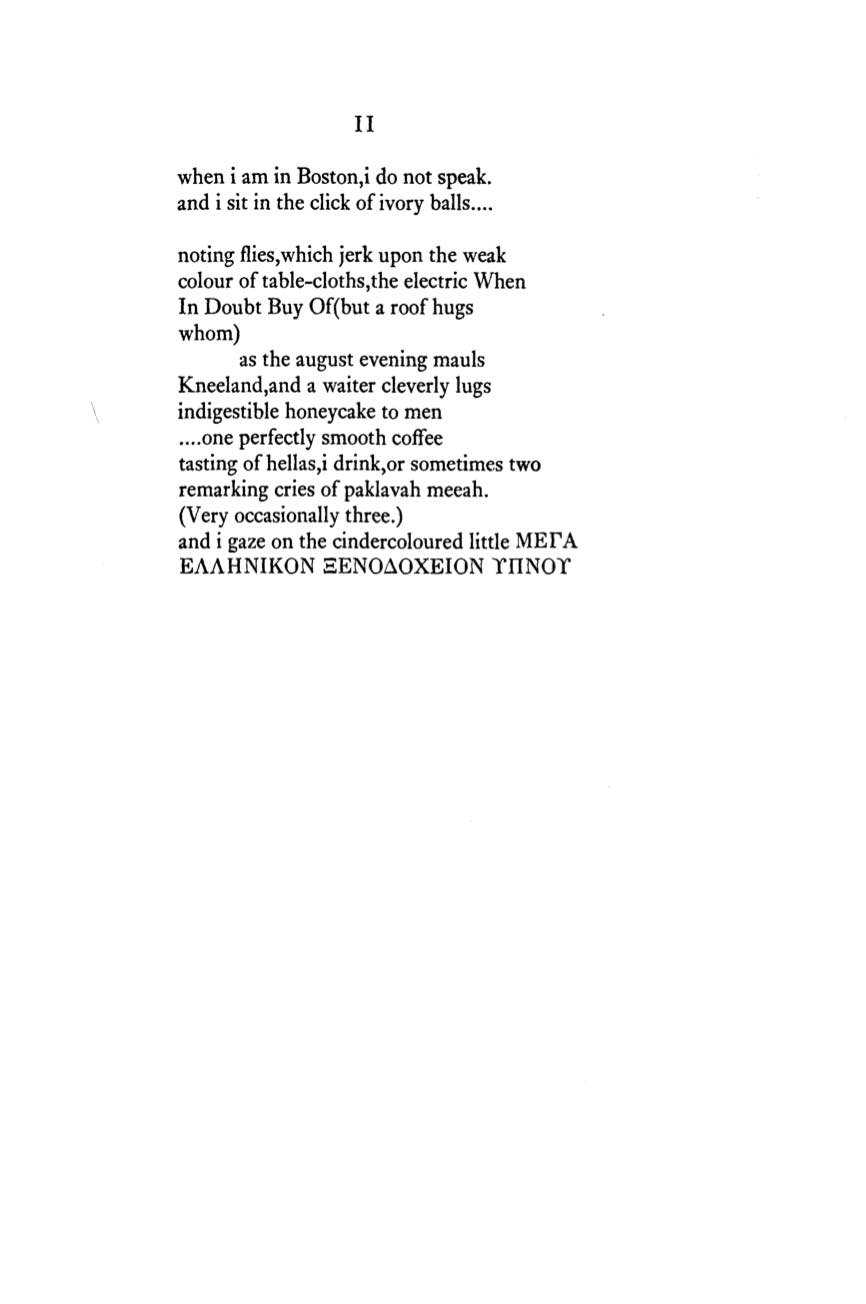 II
when i am in Boston,i do not speak.
and i sit in the click of ivory balls....
noting flies,which jerk upon the weak
colour of table-cloths,the electric When
In Doubt Buy Of(but a roof hugs
whom)
as the august evening mauls
Kneeland,and a waiter cleverly lugs
indigestible honeycake to men
....one perfectly smooth coffee
tasting of hellas,i drink,or sometimes two
remarking cries of paklavah meeah.
(Very occasionally three.)
and i gaze on the cindercoloured little ΜΕΓΑ
ΕΛΛΗΝΙΚΟΝ ΞΕΝΟΔΟΧΕΙΟΝ ΥΠΝΟΥ